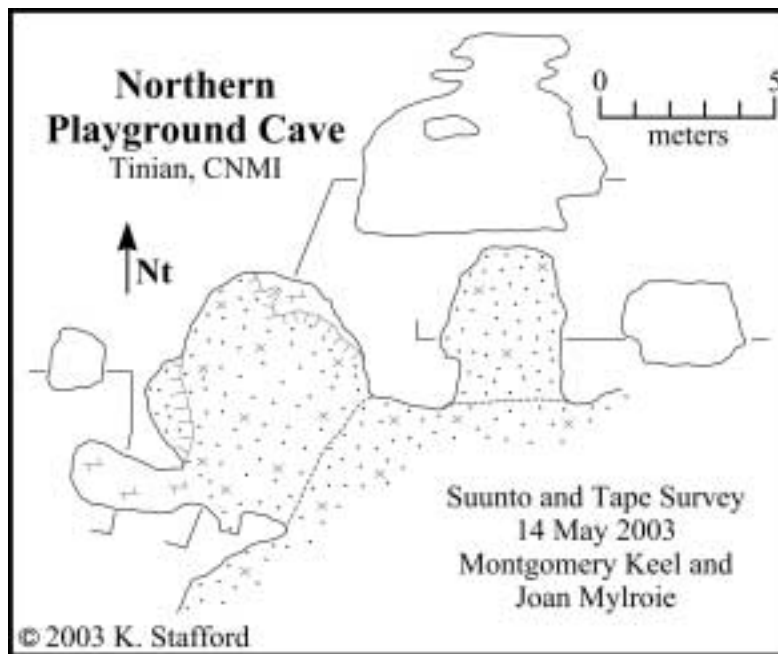 Northern
Playground Cave
Tinian, CNMI
0 5
meters
Nt
Suunto and Tape Survey
14 May 2003
Montgomery Keel and
Joan Mylroie
© 2003 K. Stafford